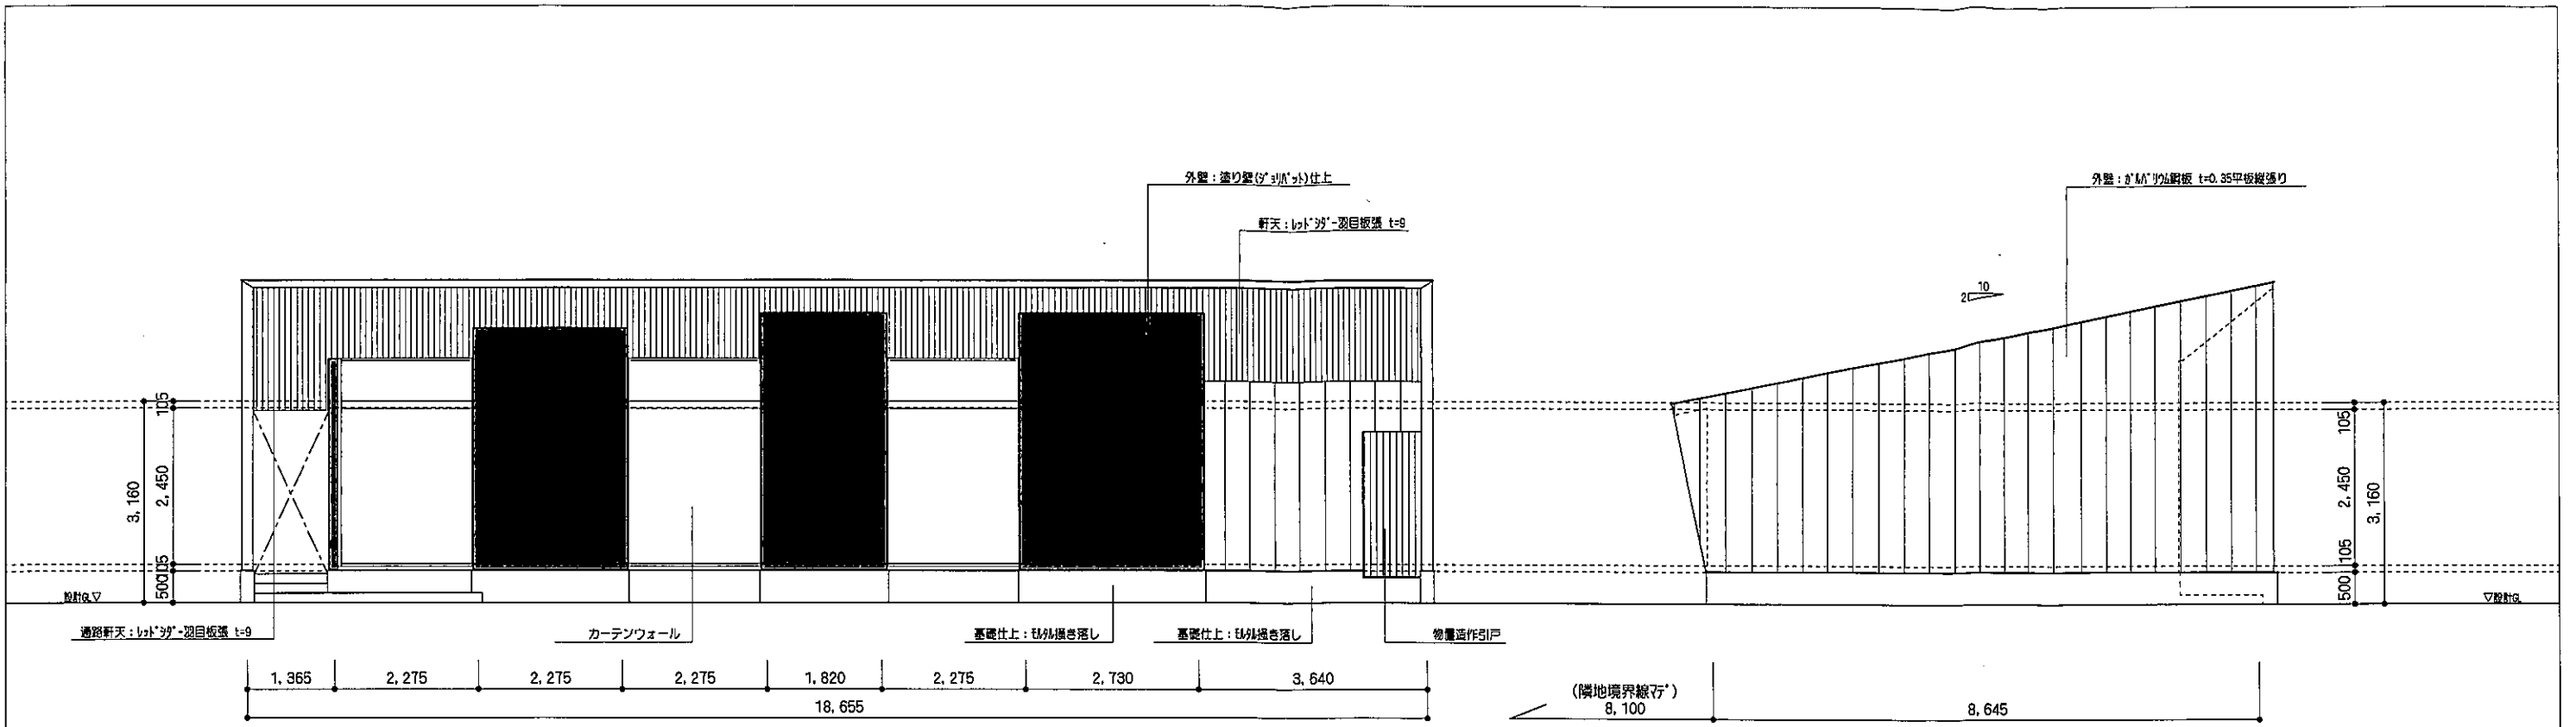 外壁：塗り壁(ジョリパット)仕上
軒天：レッドシダー羽目板張 t=9
外壁：ガルバリウム鋼板 t=0.35平板縦張り
10
2
105
2,450
3,160
105
500
設計GL▽
通路軒天：レッドシダー羽目板張 t=9
カーテンウォール
基礎仕上：モルタル掻き落し
基礎仕上：モルタル掻き落し
物置造作引戸
105
2,450
3,160
105
500
▽設計GL
1,365 2,275 2,275 2,275 1,820 2,275 2,730 3,640
18,655
(隣地境界線マデ)
8,100
8,645